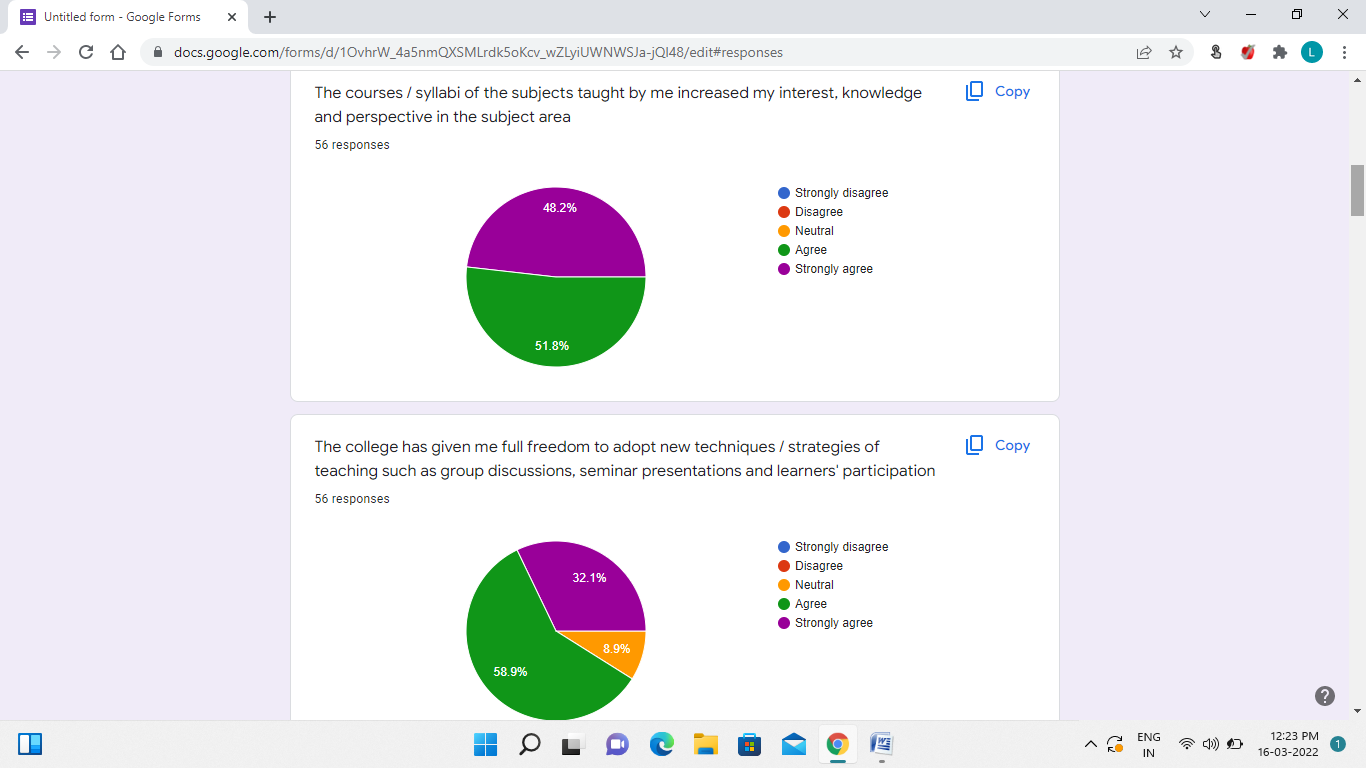 Untitled form - Google Forms
docs.google.com/forms/d/1OvhrW_4a5nmQXSMLrdk5oKcv_wZLyiUWNWSJa-jQI48/edit#responses
L
The courses / syllabi of the subjects taught by me increased my interest, knowledge
and perspective in the subject area
Copy
56 responses
48.2%
51.8%
Strongly disagree
Disagree
Neutral
Agree
Strongly agree
The college has given me full freedom to adopt new techniques / strategies of
teaching such as group discussions, seminar presentations and learners' participation
Copy
56 responses
32.1%
8.9%
58.9%
Strongly disagree
Disagree
Neutral
Agree
Strongly agree
ENG
IN
12:23 PM
16-03-2022
1